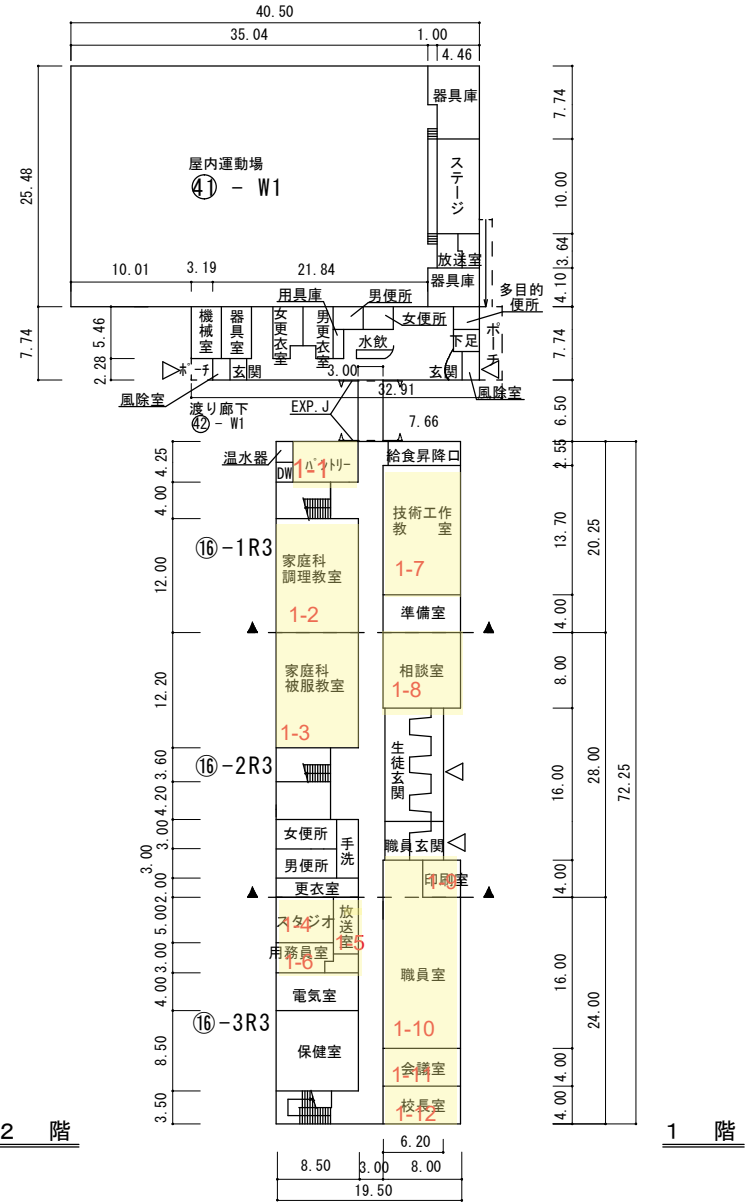 40.50
35.04
1.00
4.46
器具庫
7.74
屋内運動場
㊶ - W1
ステージ
25.48
10.00
10.01
3.19
21.84
放送室
3.64
器具庫
4.10
用具庫
男便所
多目的
便所
機械室
器具室
女更衣室
男更衣室
女便所
水飲
下足
ポーチ
5.46
7.74
7.74
2.28
ポーチ
玄関
3.00
玄関
風除室
32.91
風除室
渡り廊下
㊷ - W1
EXP.J
7.66
6.50
温水器
DW
パントリー
1-1
給食昇降口
2.55
4.25
4.00
⑯-1R3
技術工作
教室
1-7
13.70
20.25
家庭科
調理教室
1-2
12.00
準備室
4.00
家庭科
被服教室
1-3
12.20
相談室
1-8
8.00
⑯-2R3
3.60
生徒玄関
16.00
28.00
72.25
4.20
女便所
手洗
3.00
職員玄関
男便所
3.00
印刷室
1-9
4.00
更衣室
2.00
スタジオ
1-4
放送室
1-5
5.00
用務員室
1-6
3.00
職員室
1-10
16.00
電気室
4.00
24.00
⑯-3R3
保健室
8.50
会議室
1-11
4.00
校長室
1-12
4.00
3.50
2 階
1 階
6.20
8.50
3.00
8.00
19.50